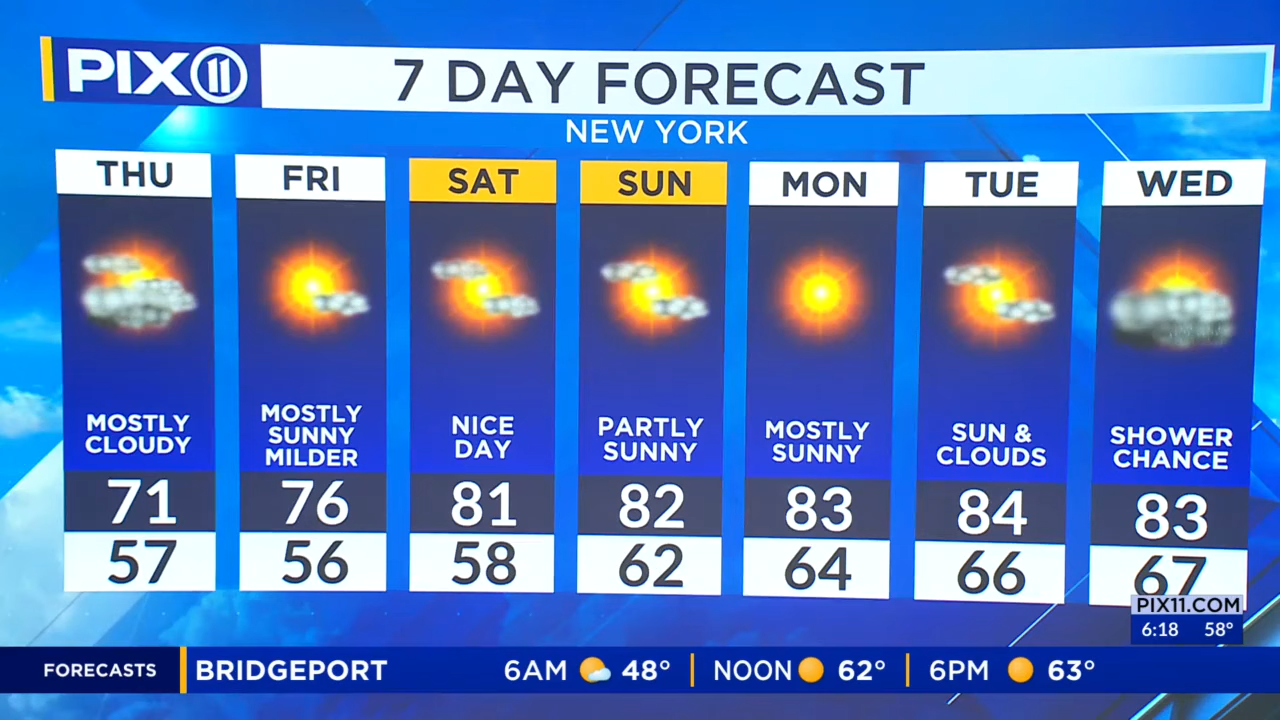 PIX11
7 DAY FORECAST
NEW YORK
THU
FRI
SAT
SUN
MON
TUE
WED
MOSTLY
CLOUDY
MOSTLY
SUNNY
MILDER
NICE
DAY
PARTLY
SUNNY
MOSTLY
SUNNY
SUN &
CLOUDS
SHOWER
CHANCE
71 76 81 82 83 84 83
57 56 58 62 64 66 67
PIX11.COM
6:18 58°
FORECASTS BRIDGEPORT 6AM 48° | NOON 62° | 6PM 63°